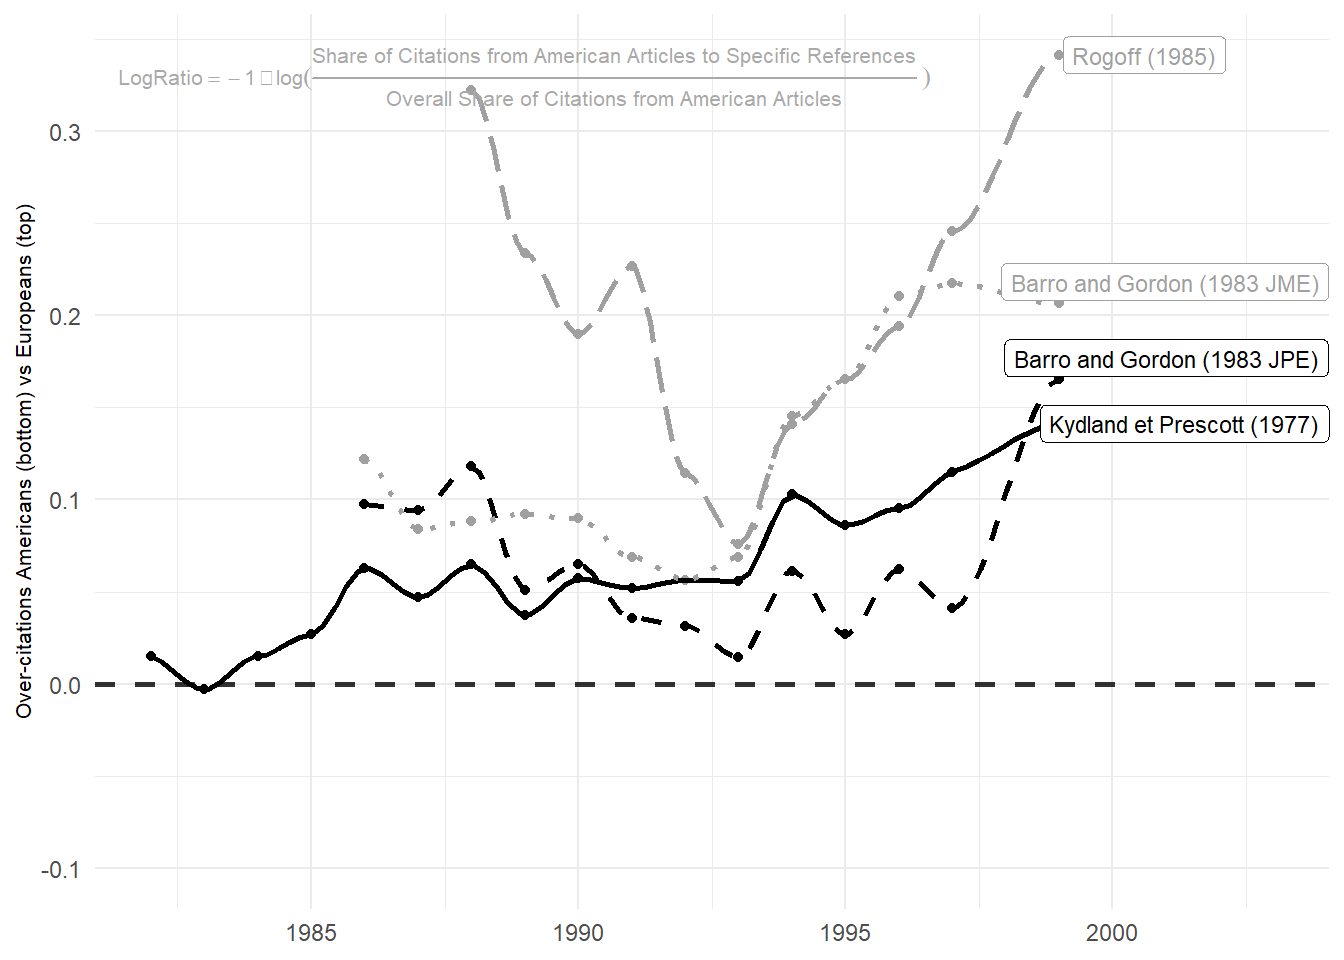 Share of Citations from American Articles to Specific References
LogRatio = − 1 □ log( )
Overall Share of Citations from American Articles
Rogoff (1985)
Barro and Gordon (1983 JME)
Barro and Gordon (1983 JPE)
Kydland et Prescott (1977)
Over-citations Americans (bottom) vs Europeans (top)
0.3
0.2
0.1
0.0
-0.1
1985 1990 1995 2000